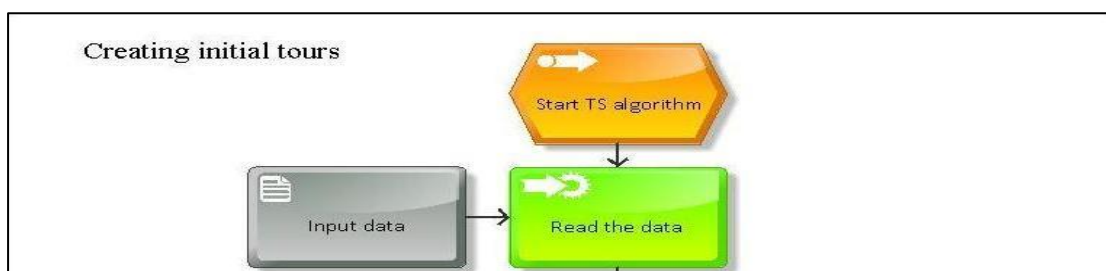 Creating initial tours
Start TS algorithm
Input data
Read the data